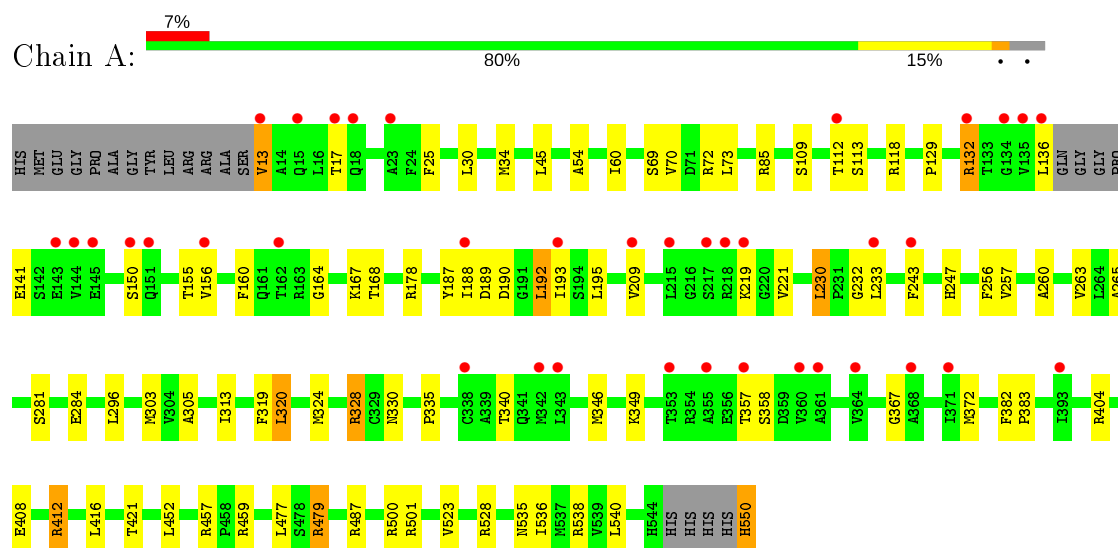 7%
Chain A:
80% 15% • •
HIS MET GLU GLY GLY PRO ALA GLY TYR LEU ARG ARG ALA SER V13 A14 Q15 L16 T17 Q18 A23 F24 F25 L30 M34 L45 A54 I60 S69 V70 D71 R72 L73 R85 S109 T112 S113 R118 P129 R132 T133 G134 V135 L136 GLN GLY GLY PRO
E141 S142 E143 V144 E145 S150 Q151 T155 V156 F160 Q161 T162 R163 G164 K167 T168 R178 Y187 I188 D189 D190 G191 L192 I193 S194 L195 V209 L215 G216 S217 R218 K219 G220 V221 L230 P231 G232 L233 F243 H247 F256 V257 A260 V263 L264 A265
S281 E284 L296 M303 V304 A305 I313 F319 L320 M324 R328 C329 N330 P335 C338 A339 T340 Q341 M342 L343 M346 K349 T353 R354 A355 E356 T357 S358 D359 V360 A361 V364 G367 A368 I371 M372 F382 P383 I393 R404
E408 R412 L416 T421 L452 R457 P458 R459 L477 S478 R479 R487 R500 R501 V523 R528 N535 I536 M537 R538 V539 L540 H544 HIS HIS HIS HIS H550